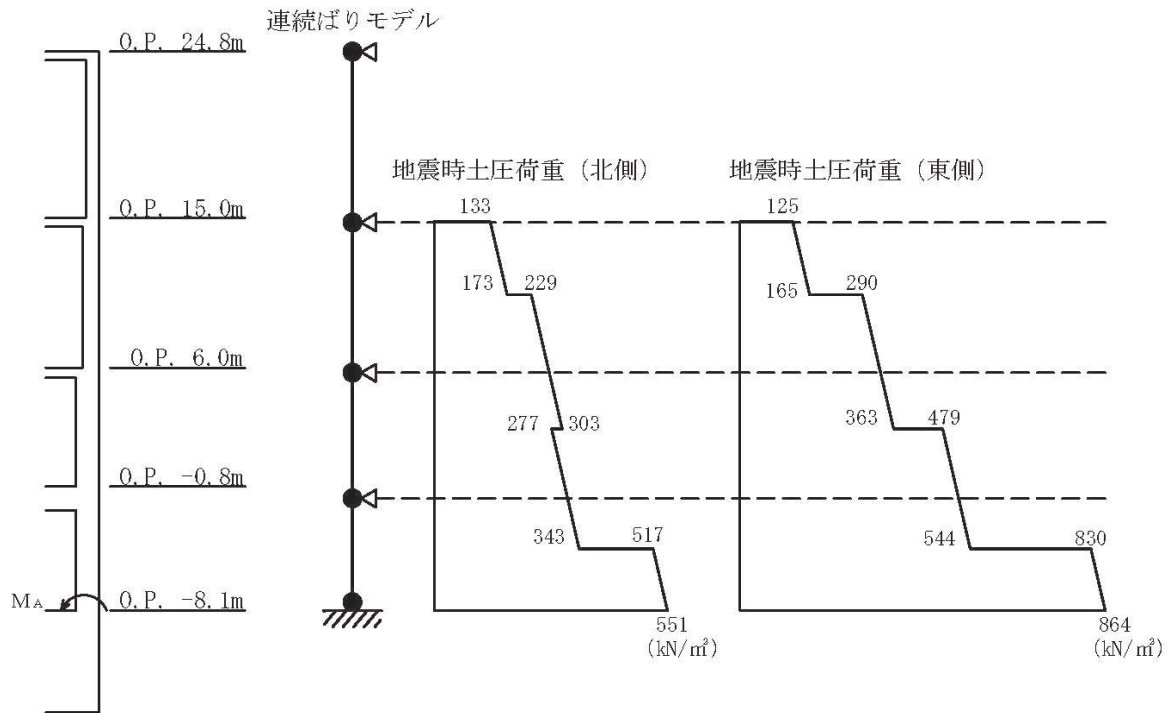 連続ばりモデル
O.P. 24.8m
地震時土圧荷重（北側） 地震時土圧荷重（東側）
O.P. 15.0m 133 125
173 229 165 290
O.P. 6.0m
277 303 363 479
O.P. -0.8m
343 517 544 830
MA O.P. -8.1m
551 864
(kN/㎡) (kN/㎡)